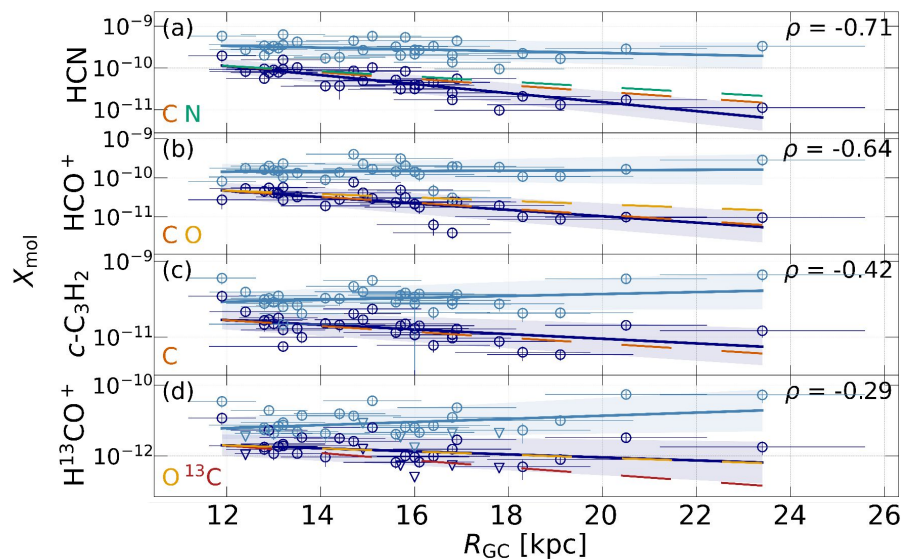 10⁻⁹ (a) ρ = -0.71
HCN
10⁻¹⁰
10⁻¹¹
C N
10⁻⁹ (b) ρ = -0.64
HCO⁺
10⁻¹⁰
10⁻¹¹
C O
X_mol
10⁻⁹ (c) ρ = -0.42
c-C₃H₂
10⁻¹¹
C
10⁻¹⁰ (d) ρ = -0.29
H¹³CO⁺
10⁻¹²
O ¹³C
12 14 16 18 20 22 24 26
R_GC [kpc]